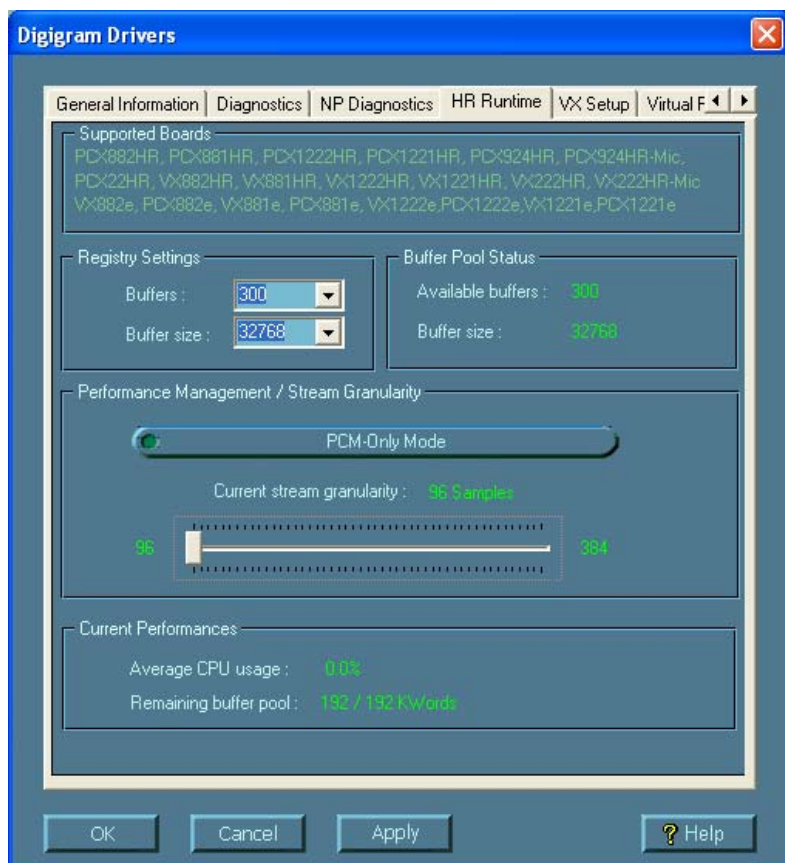 Digigram Drivers
General Information
Diagnostics
NP Diagnostics
HR Runtime
VX Setup
Virtual F
Supported Boards
PCX882HR, PCX881HR, PCX1222HR, PCX1221HR, PCX924HR, PCX924HR-Mic,
PCX22HR, VX882HR, VX881HR, VX1222HR, VX1221HR, VX222HR, VX222HR-Mic
VX882e, PCX882e, VX881e, PCX881e, VX1222e,PCX1222e,VX1221e,PCX1221e
Registry Settings
Buffers : 300
Buffer size : 32768
Buffer Pool Status
Available buffers : 300
Buffer size : 32768
Performance Management / Stream Granularity
PCM-Only Mode
Current stream granularity : 96 Samples
96
384
Current Performances
Average CPU usage : 0.0%
Remaining buffer pool : 192 / 192 KWords
OK
Cancel
Apply
? Help